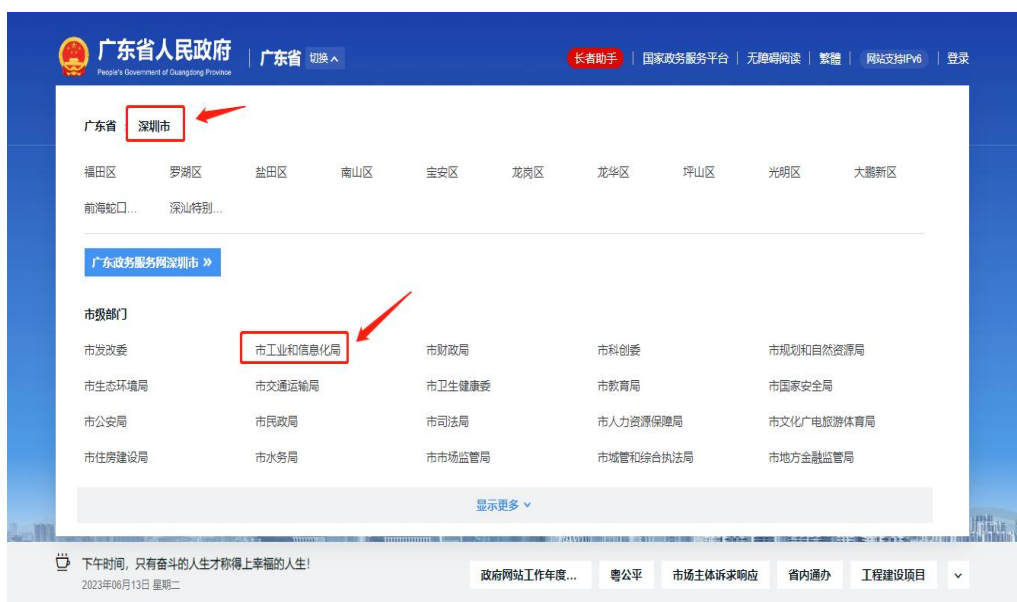 广东省人民政府 广东省 切换 长者助手 国家政务服务平台 无障碍阅读 繁體 网站支持IPv6 登录
People's Government of Guangdong Province
广东省 深圳市
福田区 罗湖区 盐田区 南山区 宝安区 龙岗区 龙华区 坪山区 光明区 大鹏新区
前海蛇口... 深汕特别...
广东政务服务网深圳市 »
市级部门
市发改委 市工业和信息化局 市财政局 市科创委 市规划和自然资源局
市生态环境局 市交通运输局 市卫生健康委 市教育局 市国家安全局
市公安局 市民政局 市司法局 市人力资源保障局 市文化广电旅游体育局
市住房建设局 市水务局 市市场监管局 市城管和综合执法局 市地方金融监管局
显示更多
下午时间，只有奋斗的人生才称得上幸福的人生！
2023年06月13日 星期二
政府网站工作年度... 粤公平 市场主体诉求响应 省内通办 工程建设项目